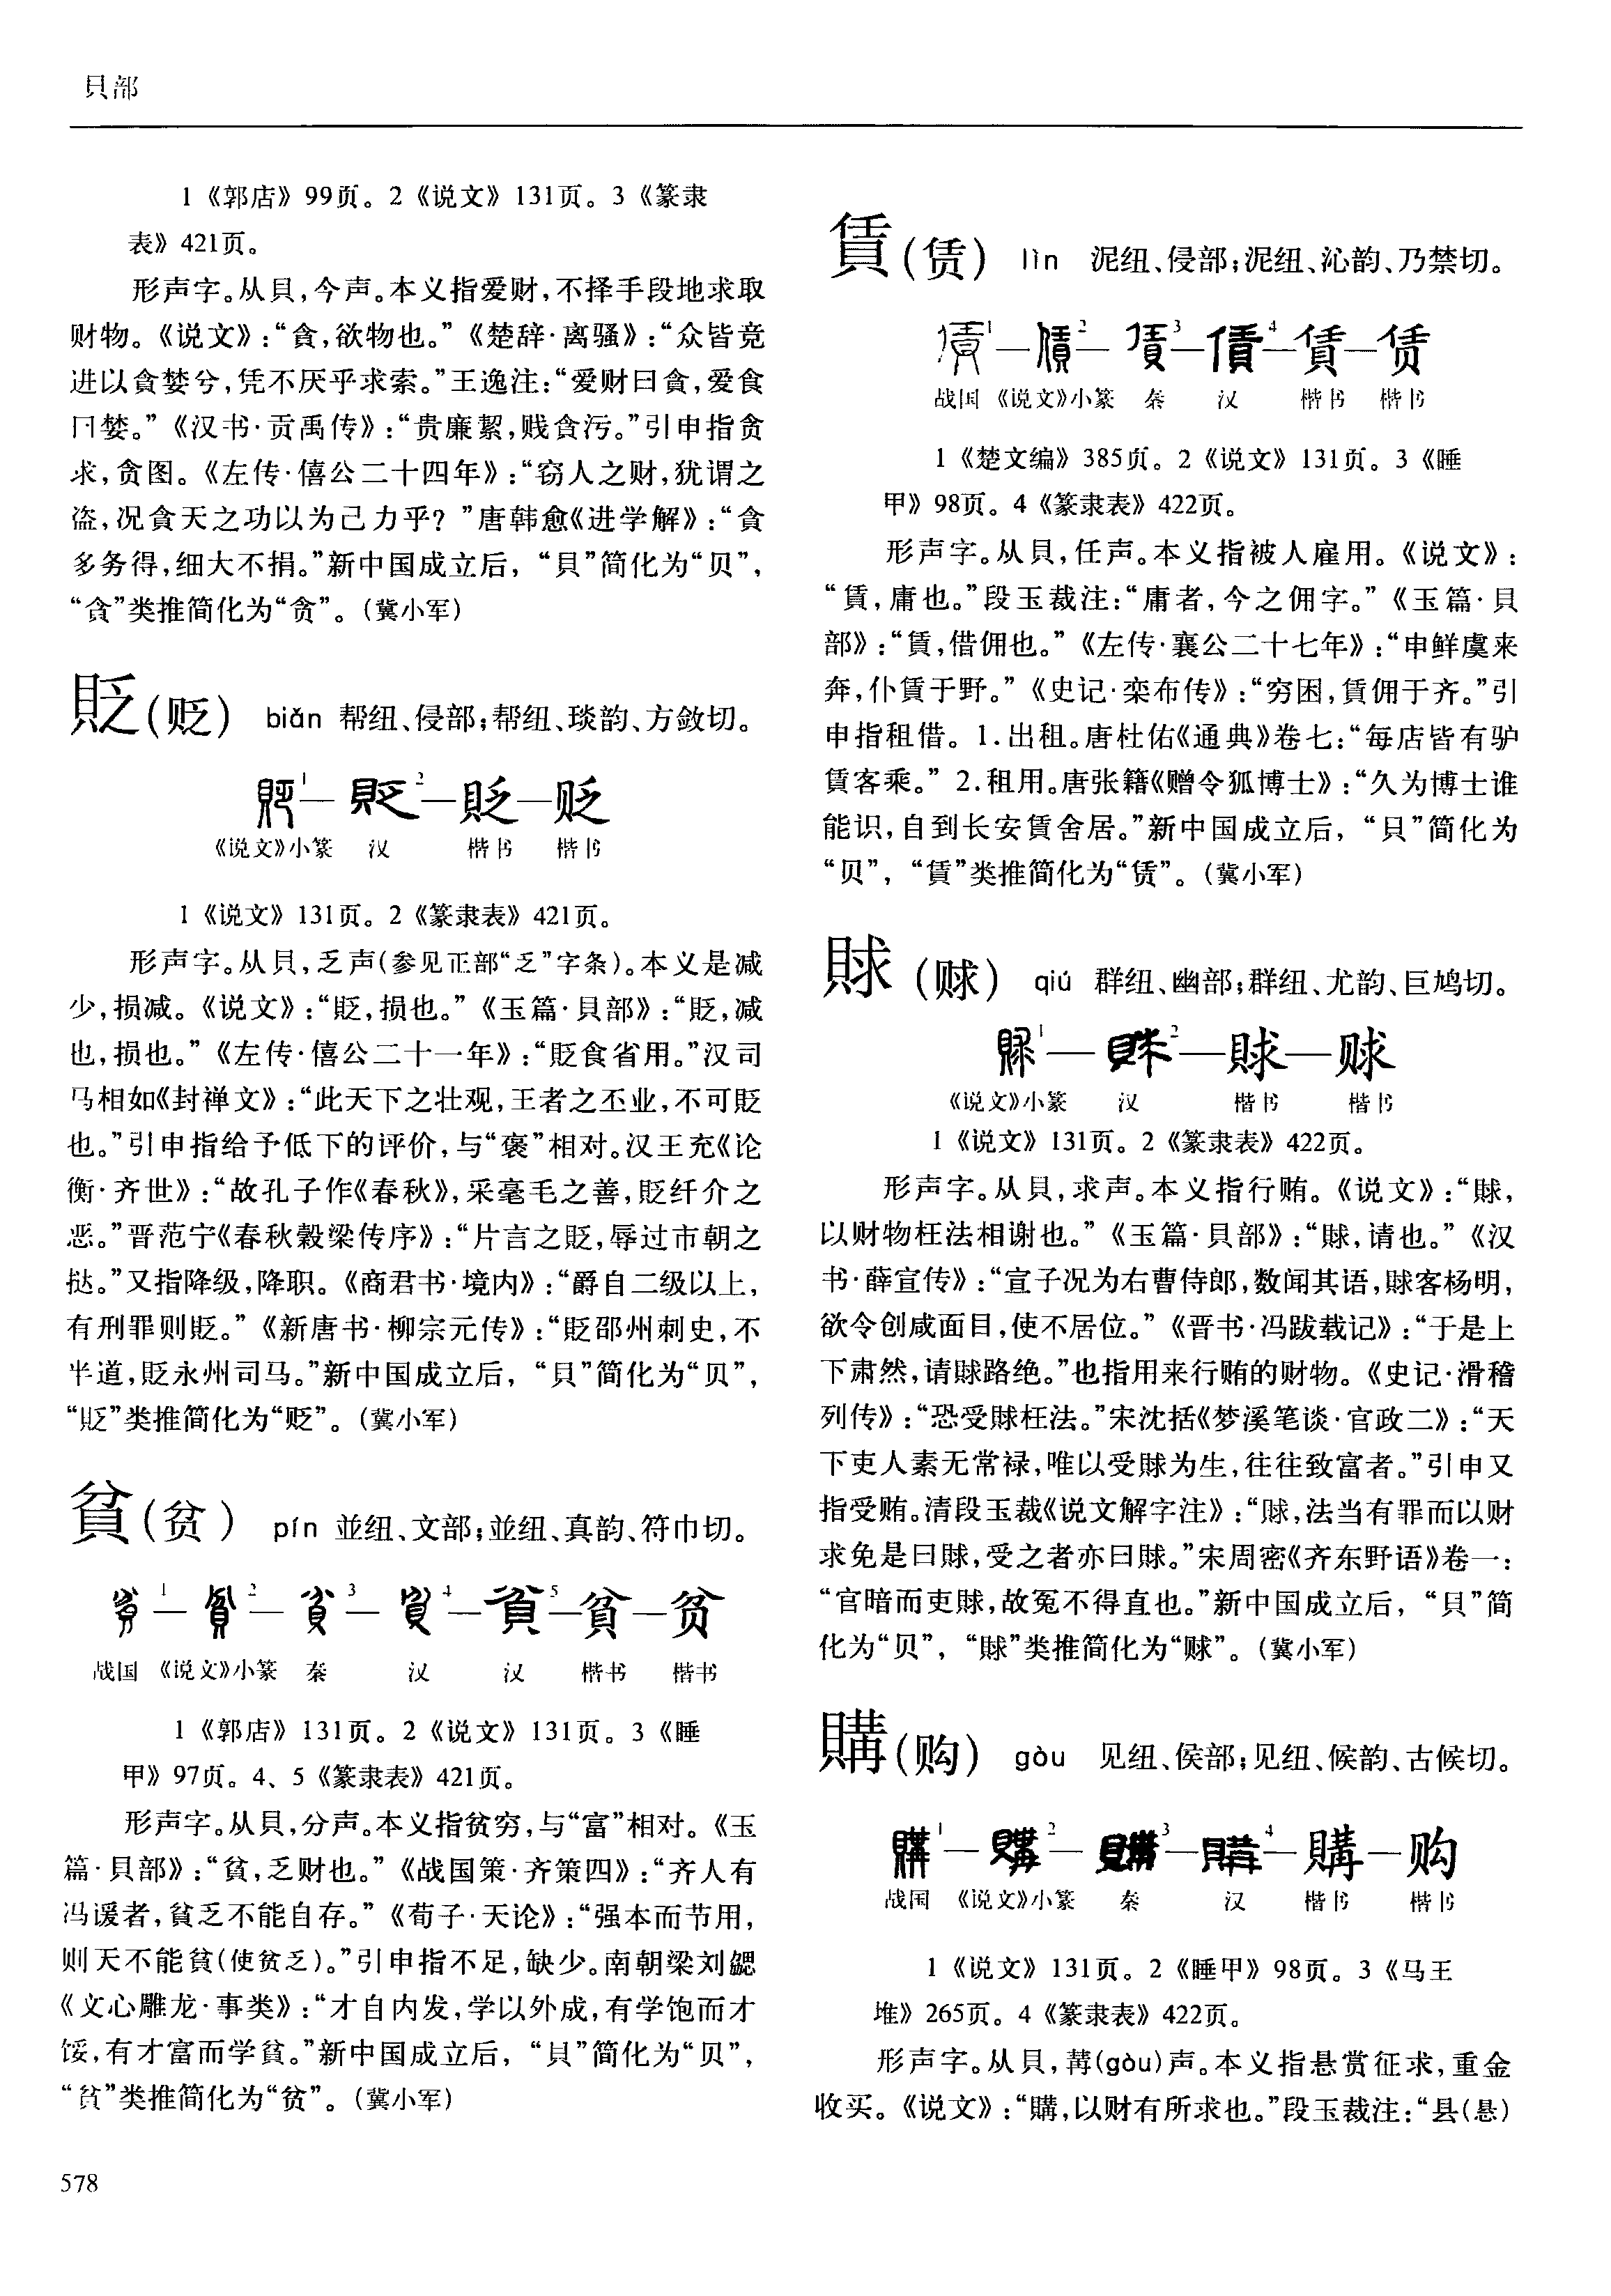 貝部
1《郭店》99页。2《说文》131页。3《篆隶
表》421页。
形声字。从貝,今声。本义指爱财,不择手段地求取
财物。《说文》:“貪,欲物也。”《楚辞·离骚》:“众皆竞
进以貪婪兮,凭不厌乎求索。”王逸注:“爱财曰貪,爱食
曰婪。”《汉书·贡禹传》:“贵廉絜,贱貪污。”引申指贪
求,贪图。《左传·僖公二十四年》:“窃人之财,犹谓之
盗,况貪天之功以为己力乎?”唐韩愈《进学解》:“貪
多务得,细大不捐。”新中国成立后,“貝”简化为“贝”,
“貪”类推简化为“贪”。(冀小军)
貶(贬) biǎn 帮纽、侵部;帮纽、琰韵、方敛切。
貶1—貶2—貶—贬
《说文》小篆 汉 楷书 楷书
1《说文》131页。2《篆隶表》421页。
形声字。从貝,乏声(参见正部“乏”字条)。本义是减
少,损减。《说文》:“貶,损也。”《玉篇·貝部》:“貶,减
也,损也。”《左传·僖公二十一年》:“貶食省用。”汉司
马相如《封禅文》:“此天下之壮观,王者之丕业,不可貶
也。”引申指给予低下的评价,与“褒”相对。汉王充《论
衡·齐世》:“故孔子作《春秋》,采毫毛之善,貶纤介之
恶。”晋范宁《春秋穀梁传序》:“片言之貶,辱过市朝之
挞。”又指降级,降职。《商君书·境内》:“爵自二级以上,
有刑罪则貶。”《新唐书·柳宗元传》:“貶邵州刺史,不
半道,貶永州司马。”新中国成立后,“貝”简化为“贝”,
“貶”类推简化为“贬”。(冀小军)
貧(贫) pín 並纽、文部;並纽、真韵、符巾切。
貧1—貧2—貧3—貧4—貧5—貧—贫
战国 《说文》小篆 秦 汉 汉 楷书 楷书
1《郭店》131页。2《说文》131页。3《睡
甲》97页。4、5《篆隶表》421页。
形声字。从貝,分声。本义指贫穷,与“富”相对。《玉
篇·貝部》:“貧,乏财也。”《战国策·齐策四》:“齐人有
冯谖者,貧乏不能自存。”《荀子·天论》:“强本而节用,
则天不能貧(使贫乏)。”引申指不足,缺少。南朝梁刘勰
《文心雕龙·事类》:“才自内发,学以外成,有学饱而才
馁,有才富而学貧。”新中国成立后,“貝”简化为“贝”,
“貧”类推简化为“贫”。(冀小军)
賃(赁) lìn 泥纽、侵部;泥纽、沁韵、乃禁切。
賃1—賃2—賃3—賃4—賃—赁
战国 《说文》小篆 秦 汉 楷书 楷书
1《楚文编》385页。2《说文》131页。3《睡
甲》98页。4《篆隶表》422页。
形声字。从貝,任声。本义指被人雇用。《说文》:
“賃,庸也。”段玉裁注:“庸者,今之佣字。”《玉篇·貝
部》:“賃,借佣也。”《左传·襄公二十七年》:“申鲜虞来
奔,仆賃于野。”《史记·栾布传》:“穷困,賃佣于齐。”引
申指租借。1.出租。唐杜佑《通典》卷七:“每店皆有驴
賃客乘。”2.租用。唐张籍《赠令狐博士》:“久为博士谁
能识,自到长安賃舍居。”新中国成立后,“貝”简化为
“贝”,“賃”类推简化为“赁”。(冀小军)
賕(赇) qiú 群纽、幽部;群纽、尤韵、巨鸠切。
賕1—賕2—賕—赇
《说文》小篆 汉 楷书 楷书
1《说文》131页。2《篆隶表》422页。
形声字。从貝,求声。本义指行贿。《说文》:“賕,
以财物枉法相谢也。”《玉篇·貝部》:“賕,请也。”《汉
书·薛宣传》:“宣子况为右曹侍郎,数闻其语,賕客杨明,
欲令创咸面目,使不居位。”《晋书·冯跋载记》:“于是上
下肃然,请賕路绝。”也指用来行贿的财物。《史记·滑稽
列传》:“恐受賕枉法。”宋沈括《梦溪笔谈·官政二》:“天
下吏人素无常禄,唯以受賕为生,往往致富者。”引申又
指受贿。清段玉裁《说文解字注》:“賕,法当有罪而以财
求免是曰賕,受之者亦曰賕。”宋周密《齐东野语》卷一:
“官暗而吏賕,故冤不得直也。”新中国成立后,“貝”简
化为“贝”,“賕”类推简化为“赇”。(冀小军)
購(购) gòu 见纽、侯部;见纽、候韵、古候切。
購1—購2—購3—購4—購—购
战国 《说文》小篆 秦 汉 楷书 楷书
1《说文》131页。2《睡甲》98页。3《马王
堆》265页。4《篆隶表》422页。
形声字。从貝,冓(gòu)声。本义指悬赏征求,重金
收买。《说文》:“購,以财有所求也。”段玉裁注:“县(悬)
578